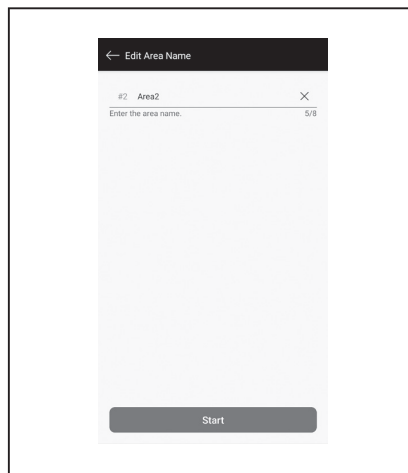 ← Edit Area Name
#2 Area2 ×
Enter the area name. 5/8
Start